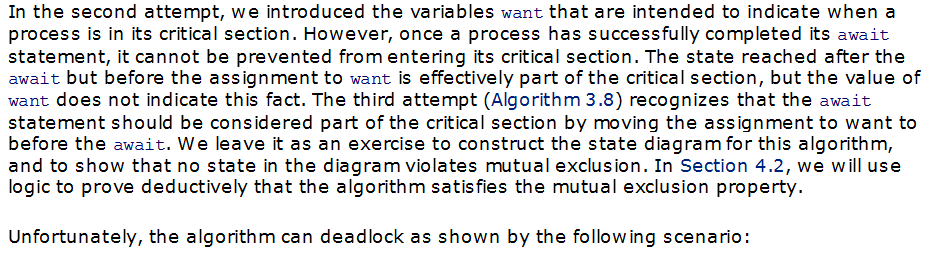 In the second attempt, we introduced the variables want that are intended to indicate when a
process is in its critical section. However, once a process has successfully completed its await
statement, it cannot be prevented from entering its critical section. The state reached after the
await but before the assignment to want is effectively part of the critical section, but the value of
want does not indicate this fact. The third attempt (Algorithm 3.8) recognizes that the await
statement should be considered part of the critical section by moving the assignment to want to
before the await. We leave it as an exercise to construct the state diagram for this algorithm,
and to show that no state in the diagram violates mutual exclusion. In Section 4.2, we will use
logic to prove deductively that the algorithm satisfies the mutual exclusion property.
Unfortunately, the algorithm can deadlock as shown by the following scenario: